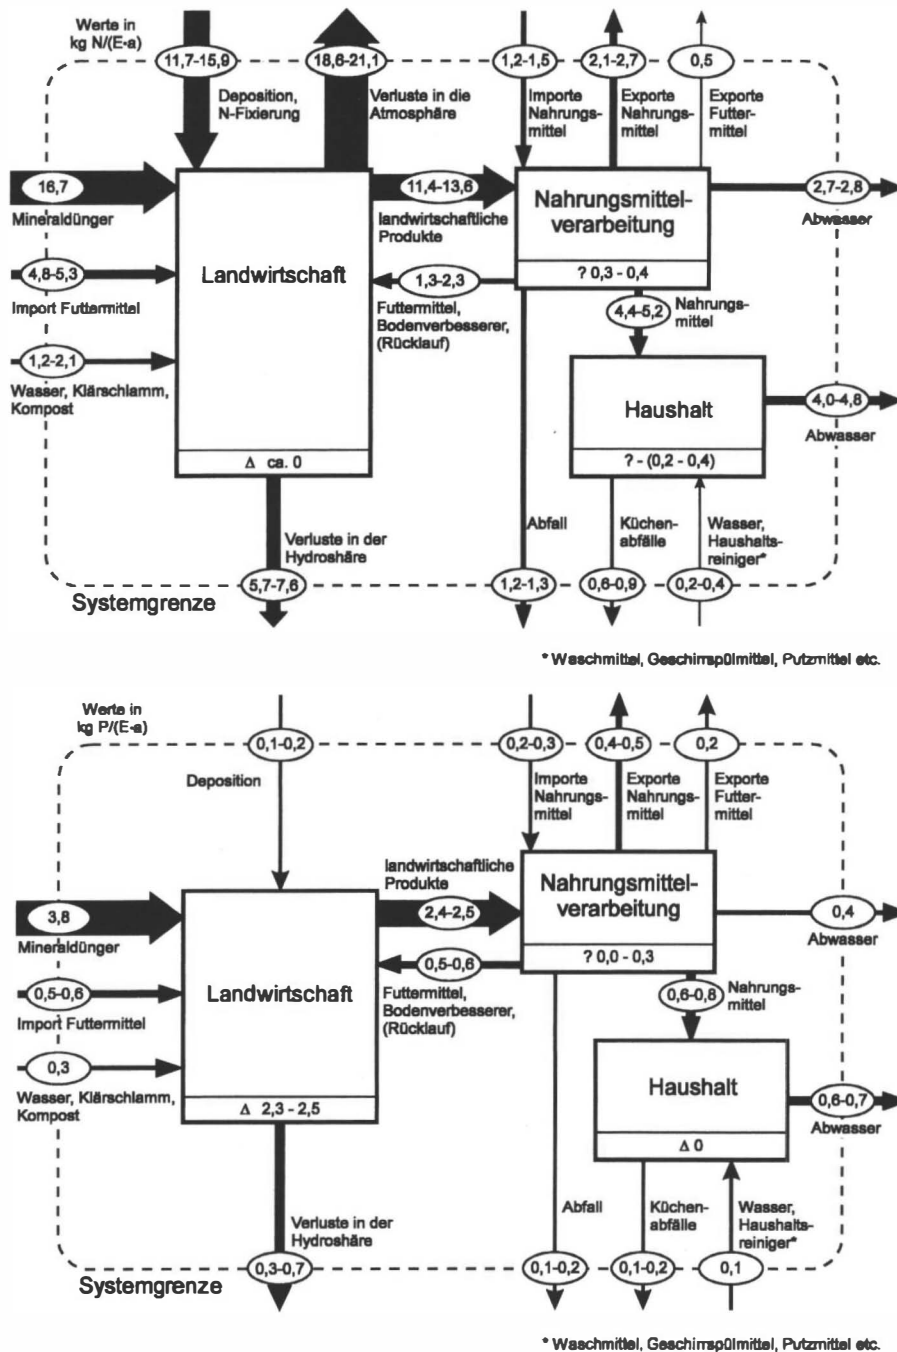 Werte in
kg N/(E·a)
11,7-15,9
18,6-21,1
1,2-1,5
2,1-2,7
0,5
Deposition,
N-Fixierung
Verluste in die
Atmosphäre
Importe
Nahrungs-
mittel
Exporte
Nahrungs-
mittel
Exporte
Futter-
mittel
16,7
Mineraldünger
11,4-13,6
landwirtschaftliche
Produkte
Nahrungsmittel-
verarbeitung
? 0,3 - 0,4
2,7-2,8
Abwasser
4,8-5,3
Import Futtermittel
Landwirtschaft
1,3-2,3
Futtermittel,
Bodenverbesserer,
(Rücklauf)
4,4-5,2
Nahrungs-
mittel
1,2-2,1
Wasser, Klärschlamm,
Kompost
Haushalt
? - (0,2 - 0,4)
4,0-4,8
Abwasser
Δ ca. 0
Verluste in der
Hydroshäre
Abfall
Küchen-
abfälle
Wasser,
Haushalts-
reiniger*
5,7-7,6
1,2-1,3
0,6-0,9
0,2-0,4
Systemgrenze
* Waschmittel, Geschirrspülmittel, Putzmittel etc.
Werte in
kg P/(E·a)
0,1-0,2
0,2-0,3
0,4-0,5
0,2
Deposition
Importe
Nahrungs-
mittel
Exporte
Nahrungs-
mittel
Exporte
Futter-
mittel
landwirtschaftliche
Produkte
3,8
Mineraldünger
2,4-2,5
Nahrungsmittel-
verarbeitung
? 0,0 - 0,3
0,4
Abwasser
0,5-0,6
Import Futtermittel
Landwirtschaft
0,5-0,6
Futtermittel,
Bodenverbesserer,
(Rücklauf)
0,6-0,8
Nahrungs-
mittel
0,3
Wasser, Klärschlamm,
Kompost
Δ 2,3 - 2,5
Haushalt
Δ 0
0,6-0,7
Abwasser
Verluste in der
Hydroshäre
Abfall
Küchen-
abfälle
Wasser,
Haushalts-
reiniger*
0,3-0,7
0,1-0,2
0,1-0,2
0,1
Systemgrenze
* Waschmittel, Geschirrspülmittel, Putzmittel etc.